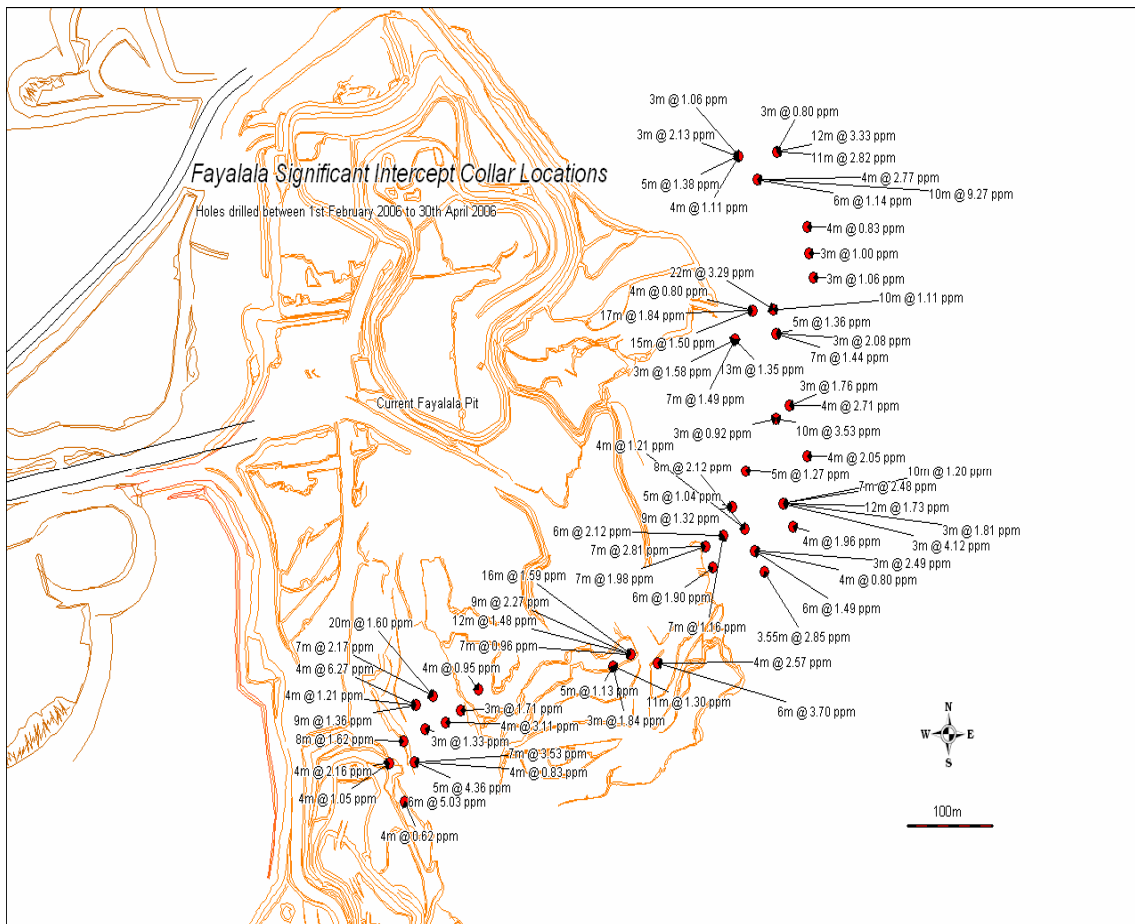 3m @ 1.06 ppm
3m @ 0.80 ppm
3m @ 2.13 ppm
12m @ 3.33 ppm
11m @ 2.82 ppm
Fayalala Significant Intercept Collar Locations
5m @ 1.38 ppm
4m @ 2.77 ppm
10m @ 9.27 ppm
6m @ 1.14 ppm
4m @ 1.11 ppm
Holes drilled between 1st February 2006 to 30th April 2006
4m @ 0.83 ppm
3m @ 1.00 ppm
22m @ 3.29 ppm
3m @ 1.06 ppm
4m @ 0.80 ppm
10m @ 1.11 ppm
17m @ 1.84 ppm
5m @ 1.36 ppm
15m @ 1.50 ppm
3m @ 2.08 ppm
7m @ 1.44 ppm
3m @ 1.58 ppm
13m @ 1.35 ppm
3m @ 1.76 ppm
7m @ 1.49 ppm
Current Fayalala Pit
4m @ 2.71 ppm
3m @ 0.92 ppm
10m @ 3.53 ppm
4m @ 1.21 ppm
4m @ 2.05 ppm
8m @ 2.12 ppm
5m @ 1.27 ppm
10m @ 1.20 ppm
7m @ 2.48 ppm
5m @ 1.04 ppm
12m @ 1.73 ppm
9m @ 1.32 ppm
3m @ 1.81 ppm
6m @ 2.12 ppm
4m @ 1.96 ppm
3m @ 4.12 ppm
7m @ 2.81 ppm
3m @ 2.49 ppm
16m @ 1.59 ppm
7m @ 1.98 ppm
4m @ 0.80 ppm
6m @ 1.90 ppm
9m @ 2.27 ppm
6m @ 1.49 ppm
20m @ 1.60 ppm
12m @ 1.48 ppm
7m @ 1.16 ppm
3.55m @ 2.85 ppm
7m @ 2.17 ppm
7m @ 0.96 ppm
4m @ 6.27 ppm
4m @ 0.95 ppm
4m @ 2.57 ppm
4m @ 1.21 ppm
5m @ 1.13 ppm
11m @ 1.30 ppm
3m @ 1.71 ppm
6m @ 3.70 ppm
9m @ 1.36 ppm
3m @ 1.84 ppm
4m @ 3.11 ppm
8m @ 1.62 ppm
3m @ 1.33 ppm
7m @ 3.53 ppm
4m @ 2.16 ppm
4m @ 0.83 ppm
5m @ 4.36 ppm
4m @ 1.05 ppm
6m @ 5.03 ppm
4m @ 0.62 ppm
N
W E
S
100m